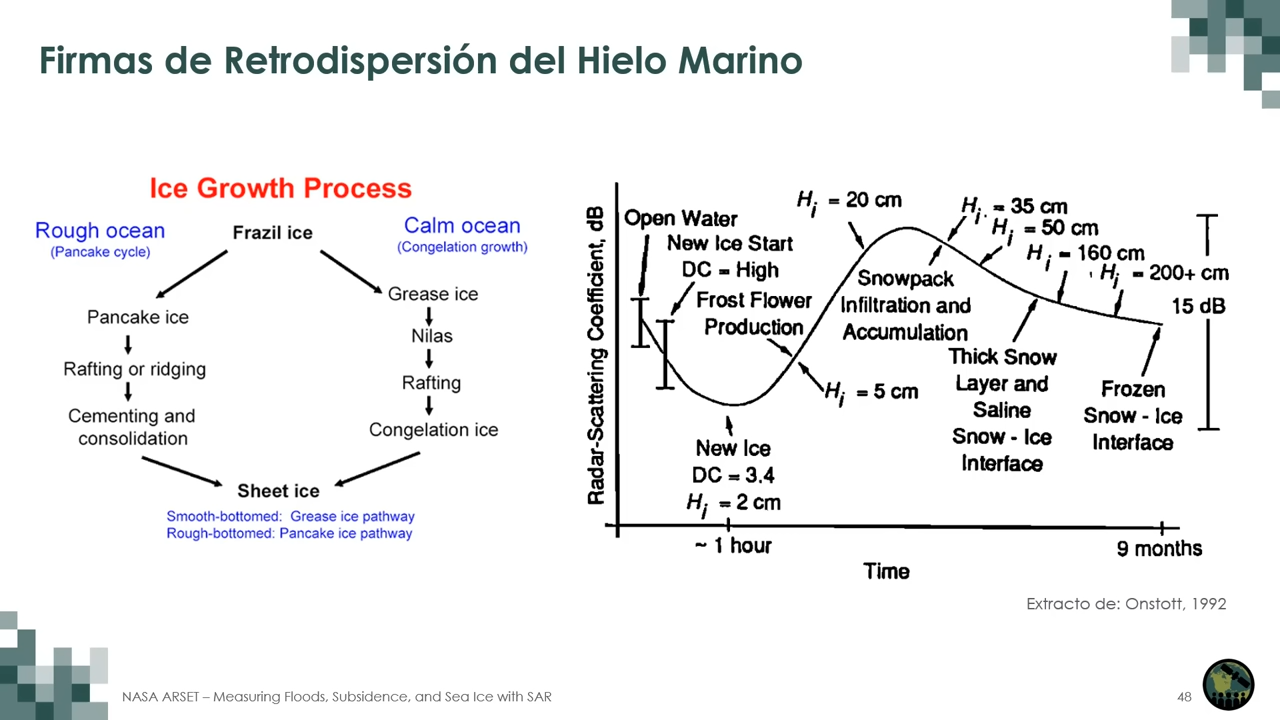 Firmas de Retrodispersión del Hielo Marino
Ice Growth Process
Rough ocean
(Pancake cycle)
Frazil ice
Calm ocean
(Congelation growth)
Pancake ice
Rafting or ridging
Cementing and
consolidation
Grease ice
Nilas
Rafting
Congelation ice
Sheet ice
Smooth-bottomed: Grease ice pathway
Rough-bottomed: Pancake ice pathway
Radar-Scattering Coefficient, dB
Open Water
New Ice Start
DC = High
Frost Flower
Production
Hi = 20 cm
Snowpack
Infiltration and
Accumulation
Hi = 35 cm
Hi = 50 cm
Hi = 160 cm
Hi = 200+ cm
15 dB
Hi = 5 cm
New Ice
DC = 3.4
Hi = 2 cm
Thick Snow
Layer and
Saline
Snow - Ice
Interface
Frozen
Snow - Ice
Interface
~ 1 hour
9 months
Time
Extracto de: Onstott, 1992
NASA ARSET – Measuring Floods, Subsidence, and Sea Ice with SAR
48